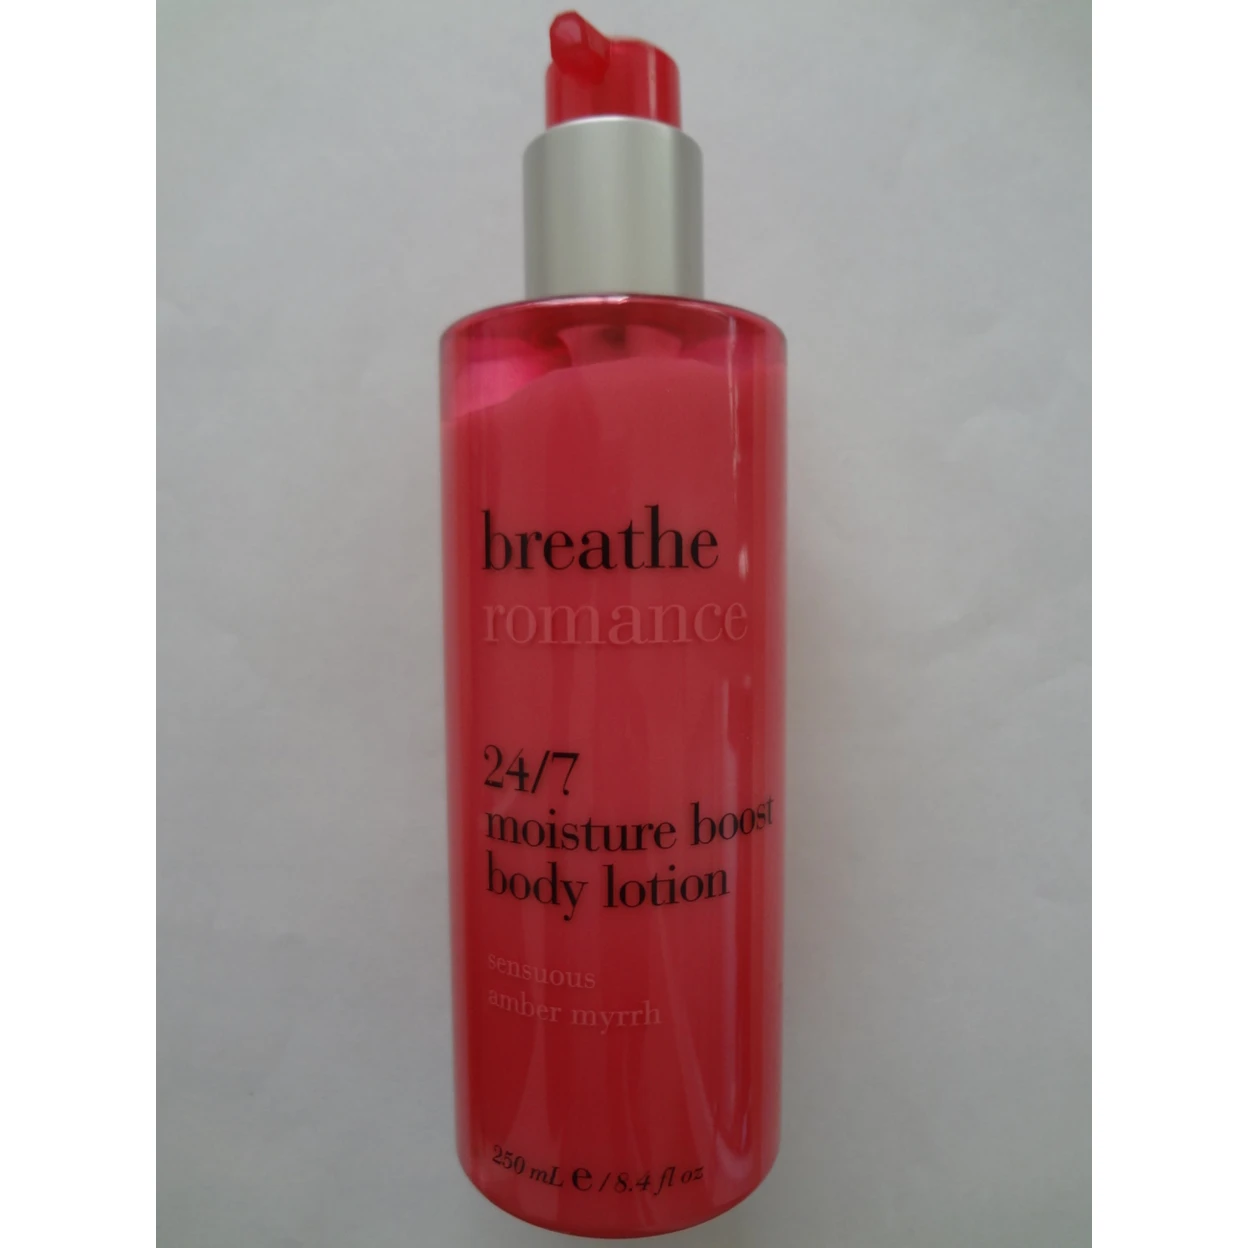 breathe
romance
24/7
moisture boost
body lotion
sensuous
amber myrrh
250 mL e / 8.4 fl oz